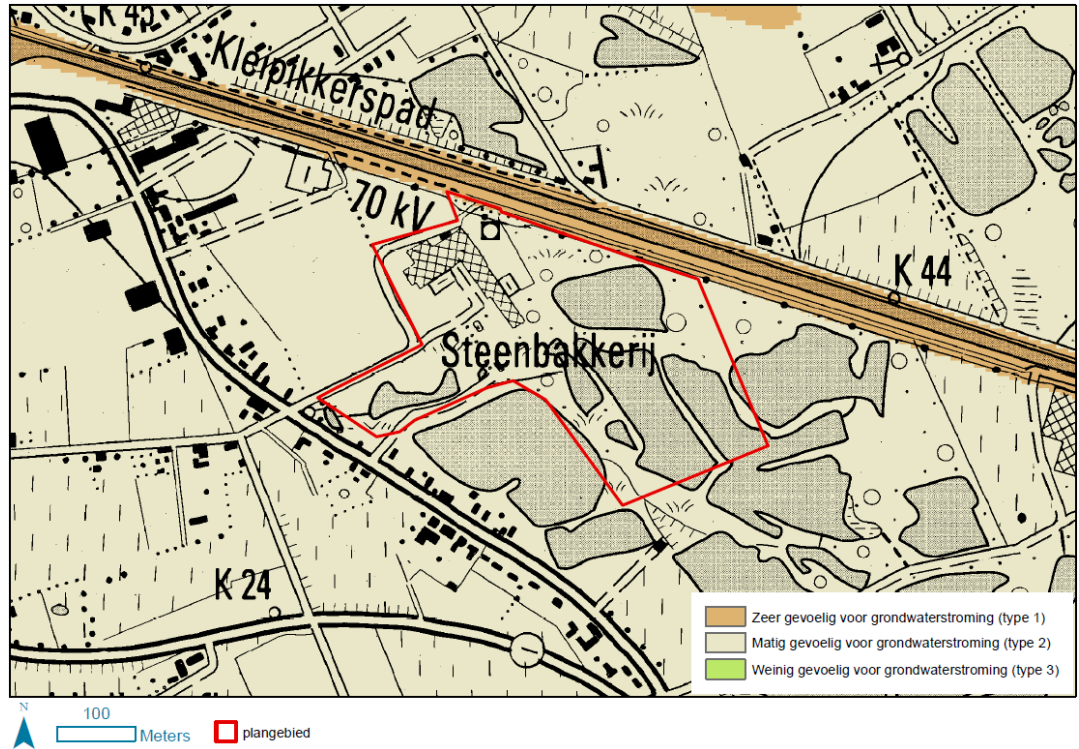 K 45
Kleipikkerspad
70 kV
K 44
Steenbakkerij
K 24
Zeer gevoelig voor grondwaterstroming (type 1)
Matig gevoelig voor grondwaterstroming (type 2)
Weinig gevoelig voor grondwaterstroming (type 3)
N
100
Meters
plangebied